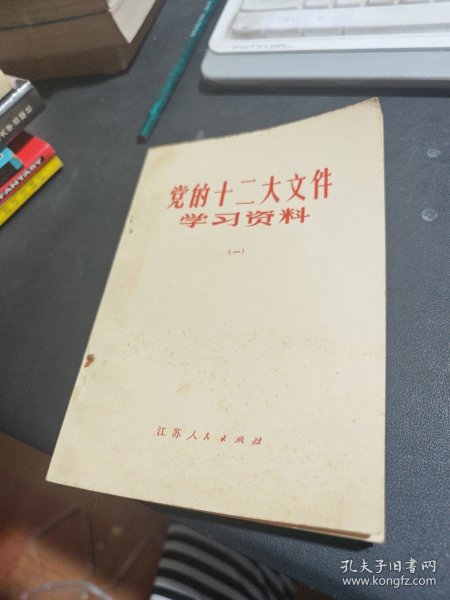 党的十二大文件
学习资料
（一）
江苏人民出版社
FANTASY
孔夫子旧书网
www.kongfz.com